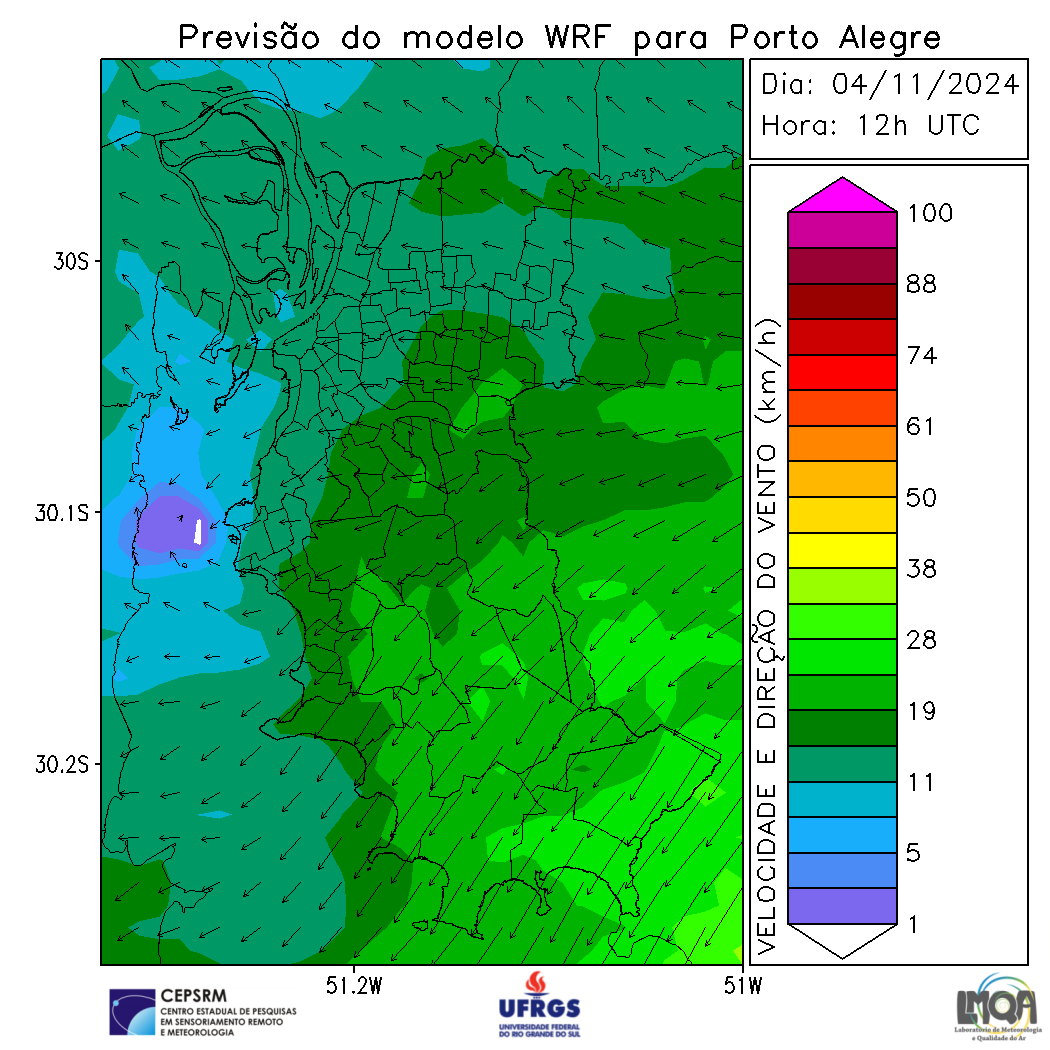 Previsão do modelo WRF para Porto Alegre
Dia: 04/11/2024
Hora: 12h UTC
30S
30.1S
30.2S
51.2W
51W
VELOCIDADE E DIREÇÃO DO VENTO (km/h)
100
88
74
61
50
38
28
19
11
5
1
CEPSRM
CENTRO ESTADUAL DE PESQUISAS
EM SENSORIAMENTO REMOTO
E METEOROLOGIA
UFRGS
UNIVERSIDADE FEDERAL
DO RIO GRANDE DO SUL
LMQA
Laboratório de Meteorologia
e Qualidade do Ar